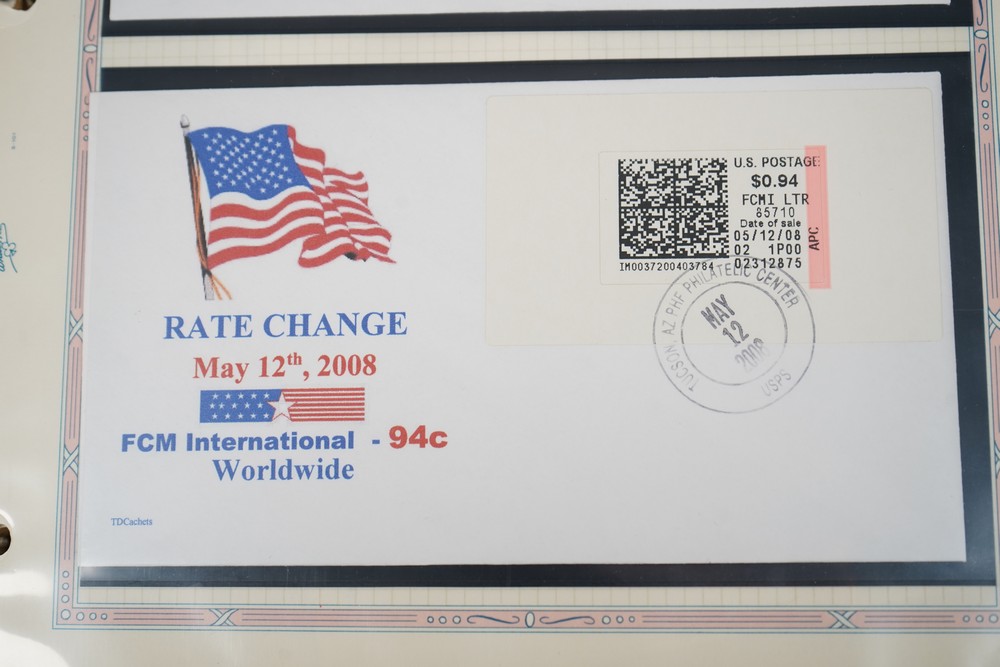 RATE CHANGE
May 12th, 2008
FCM International - 94c
Worldwide
TDCachets
U.S. POSTAGE
$0.94
FCMI LTR
85710
Date of sale
05/12/08
02 1P00
02312875
APC
IM0037200403784
TUCSON, AZ PHF PHILATELIC CENTER
MAY
12
2008
USPS